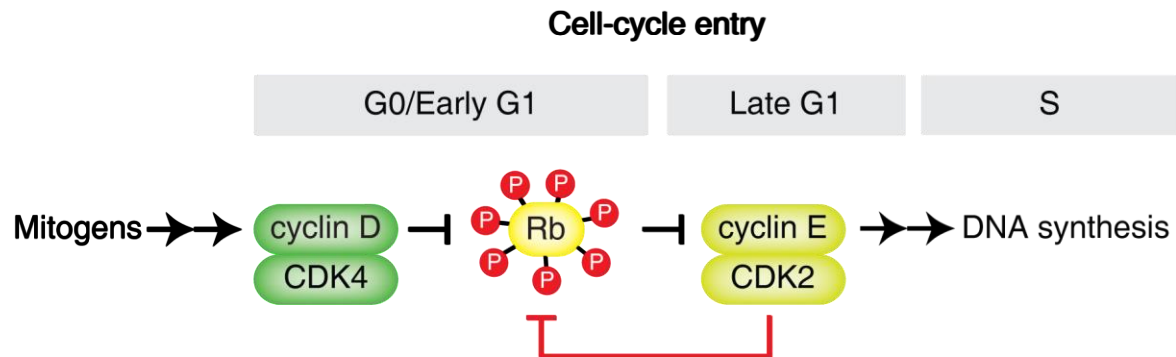 Cell-cycle entry
G0/Early G1
Late G1
S
P
P
P
P
P
P
P
Mitogens
cyclin D
CDK4
Rb
cyclin E
CDK2
DNA synthesis